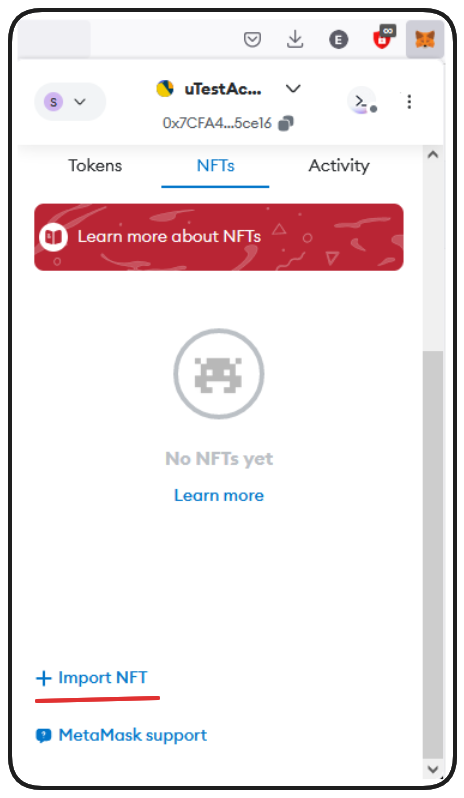 E
∞
S
uTestAc...
0x7CFA4...5ce16
Tokens
NFTs
Activity
Learn more about NFTs
No NFTs yet
Learn more
+ Import NFT
MetaMask support